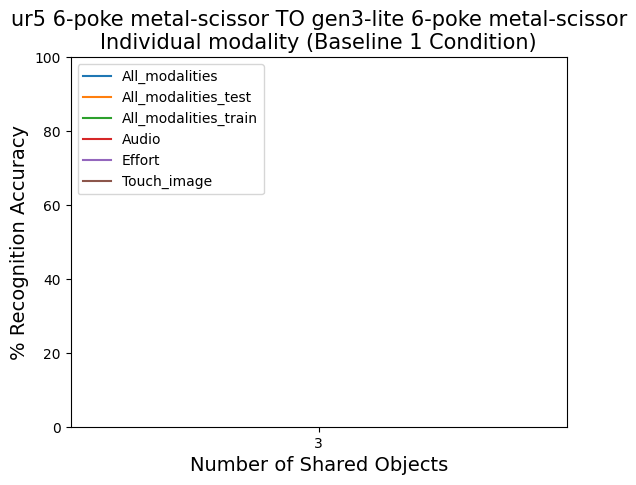 ur5 6-poke metal-scissor TO gen3-lite 6-poke metal-scissor
Individual modality (Baseline 1 Condition)
% Recognition Accuracy
100
80
60
40
20
0
All_modalities
All_modalities_test
All_modalities_train
Audio
Effort
Touch_image
3
Number of Shared Objects